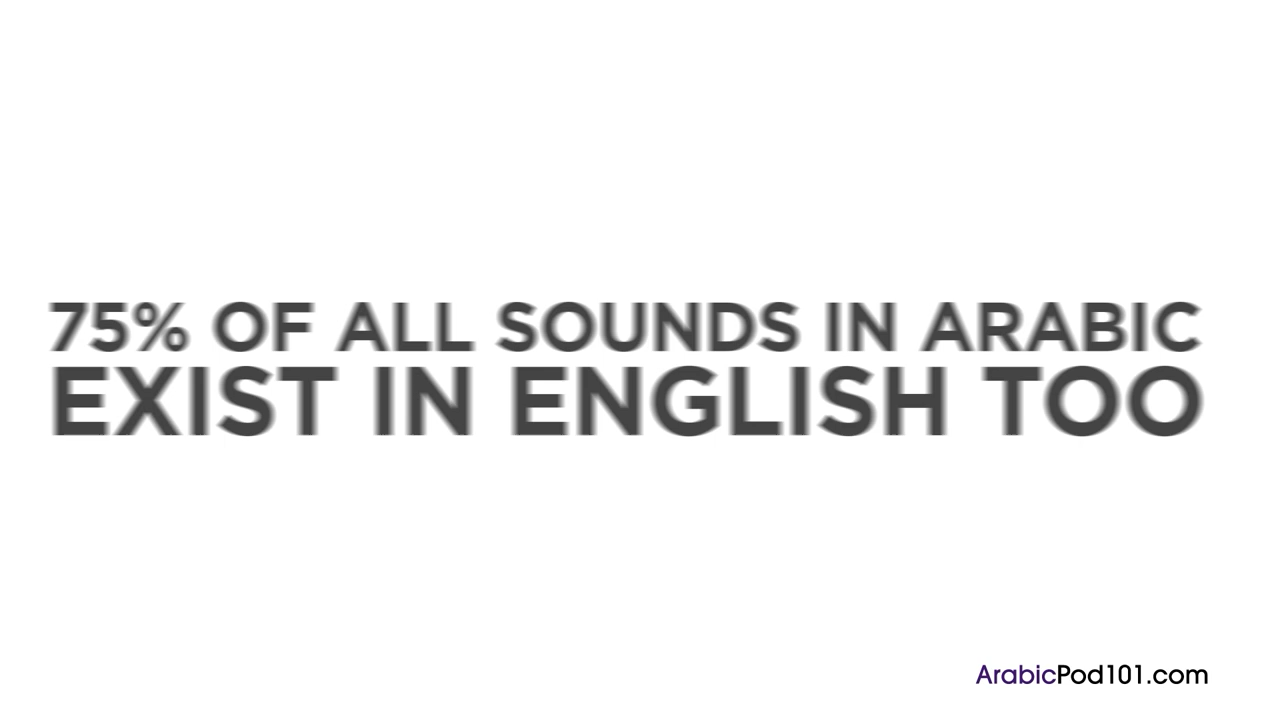 75% OF ALL SOUNDS IN ARABIC
EXIST IN ENGLISH TOO
ArabicPod101.com